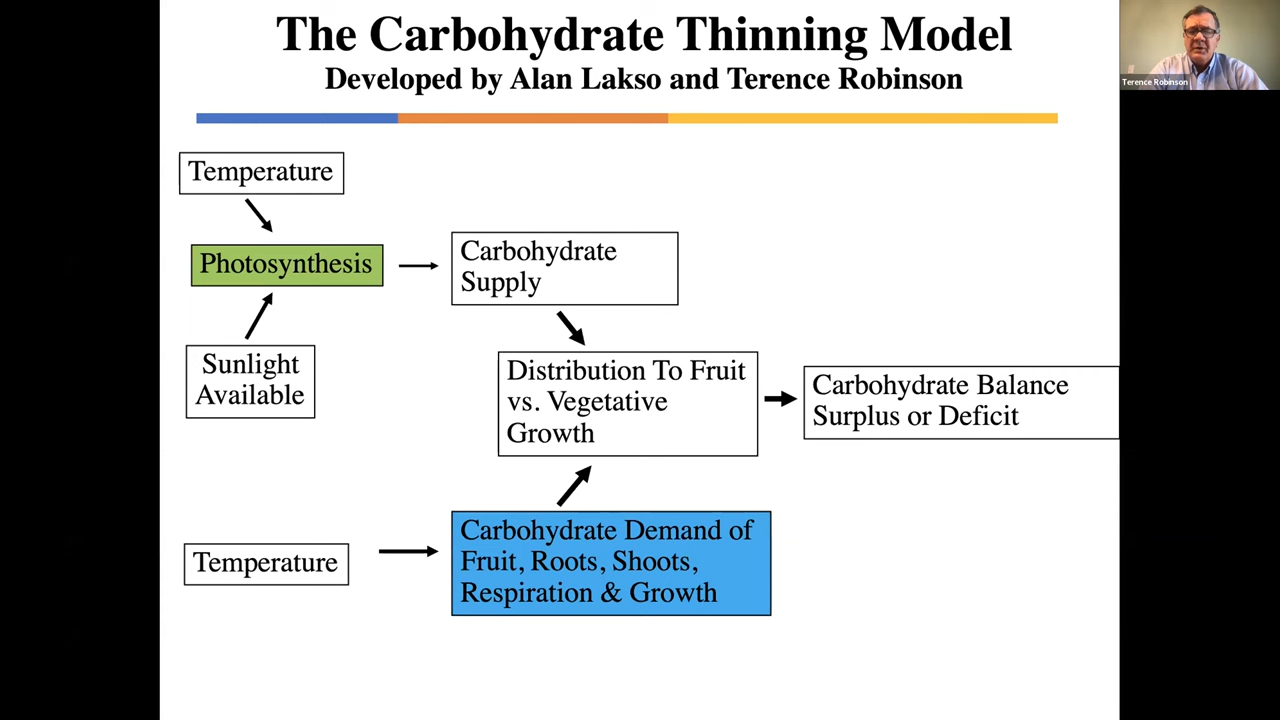 The Carbohydrate Thinning Model
Developed by Alan Lakso and Terence Robinson
Terence Robinson
Temperature
Photosynthesis
Carbohydrate
Supply
Sunlight
Available
Distribution To Fruit
vs. Vegetative
Growth
Carbohydrate Balance
Surplus or Deficit
Temperature
Carbohydrate Demand of
Fruit, Roots, Shoots,
Respiration & Growth